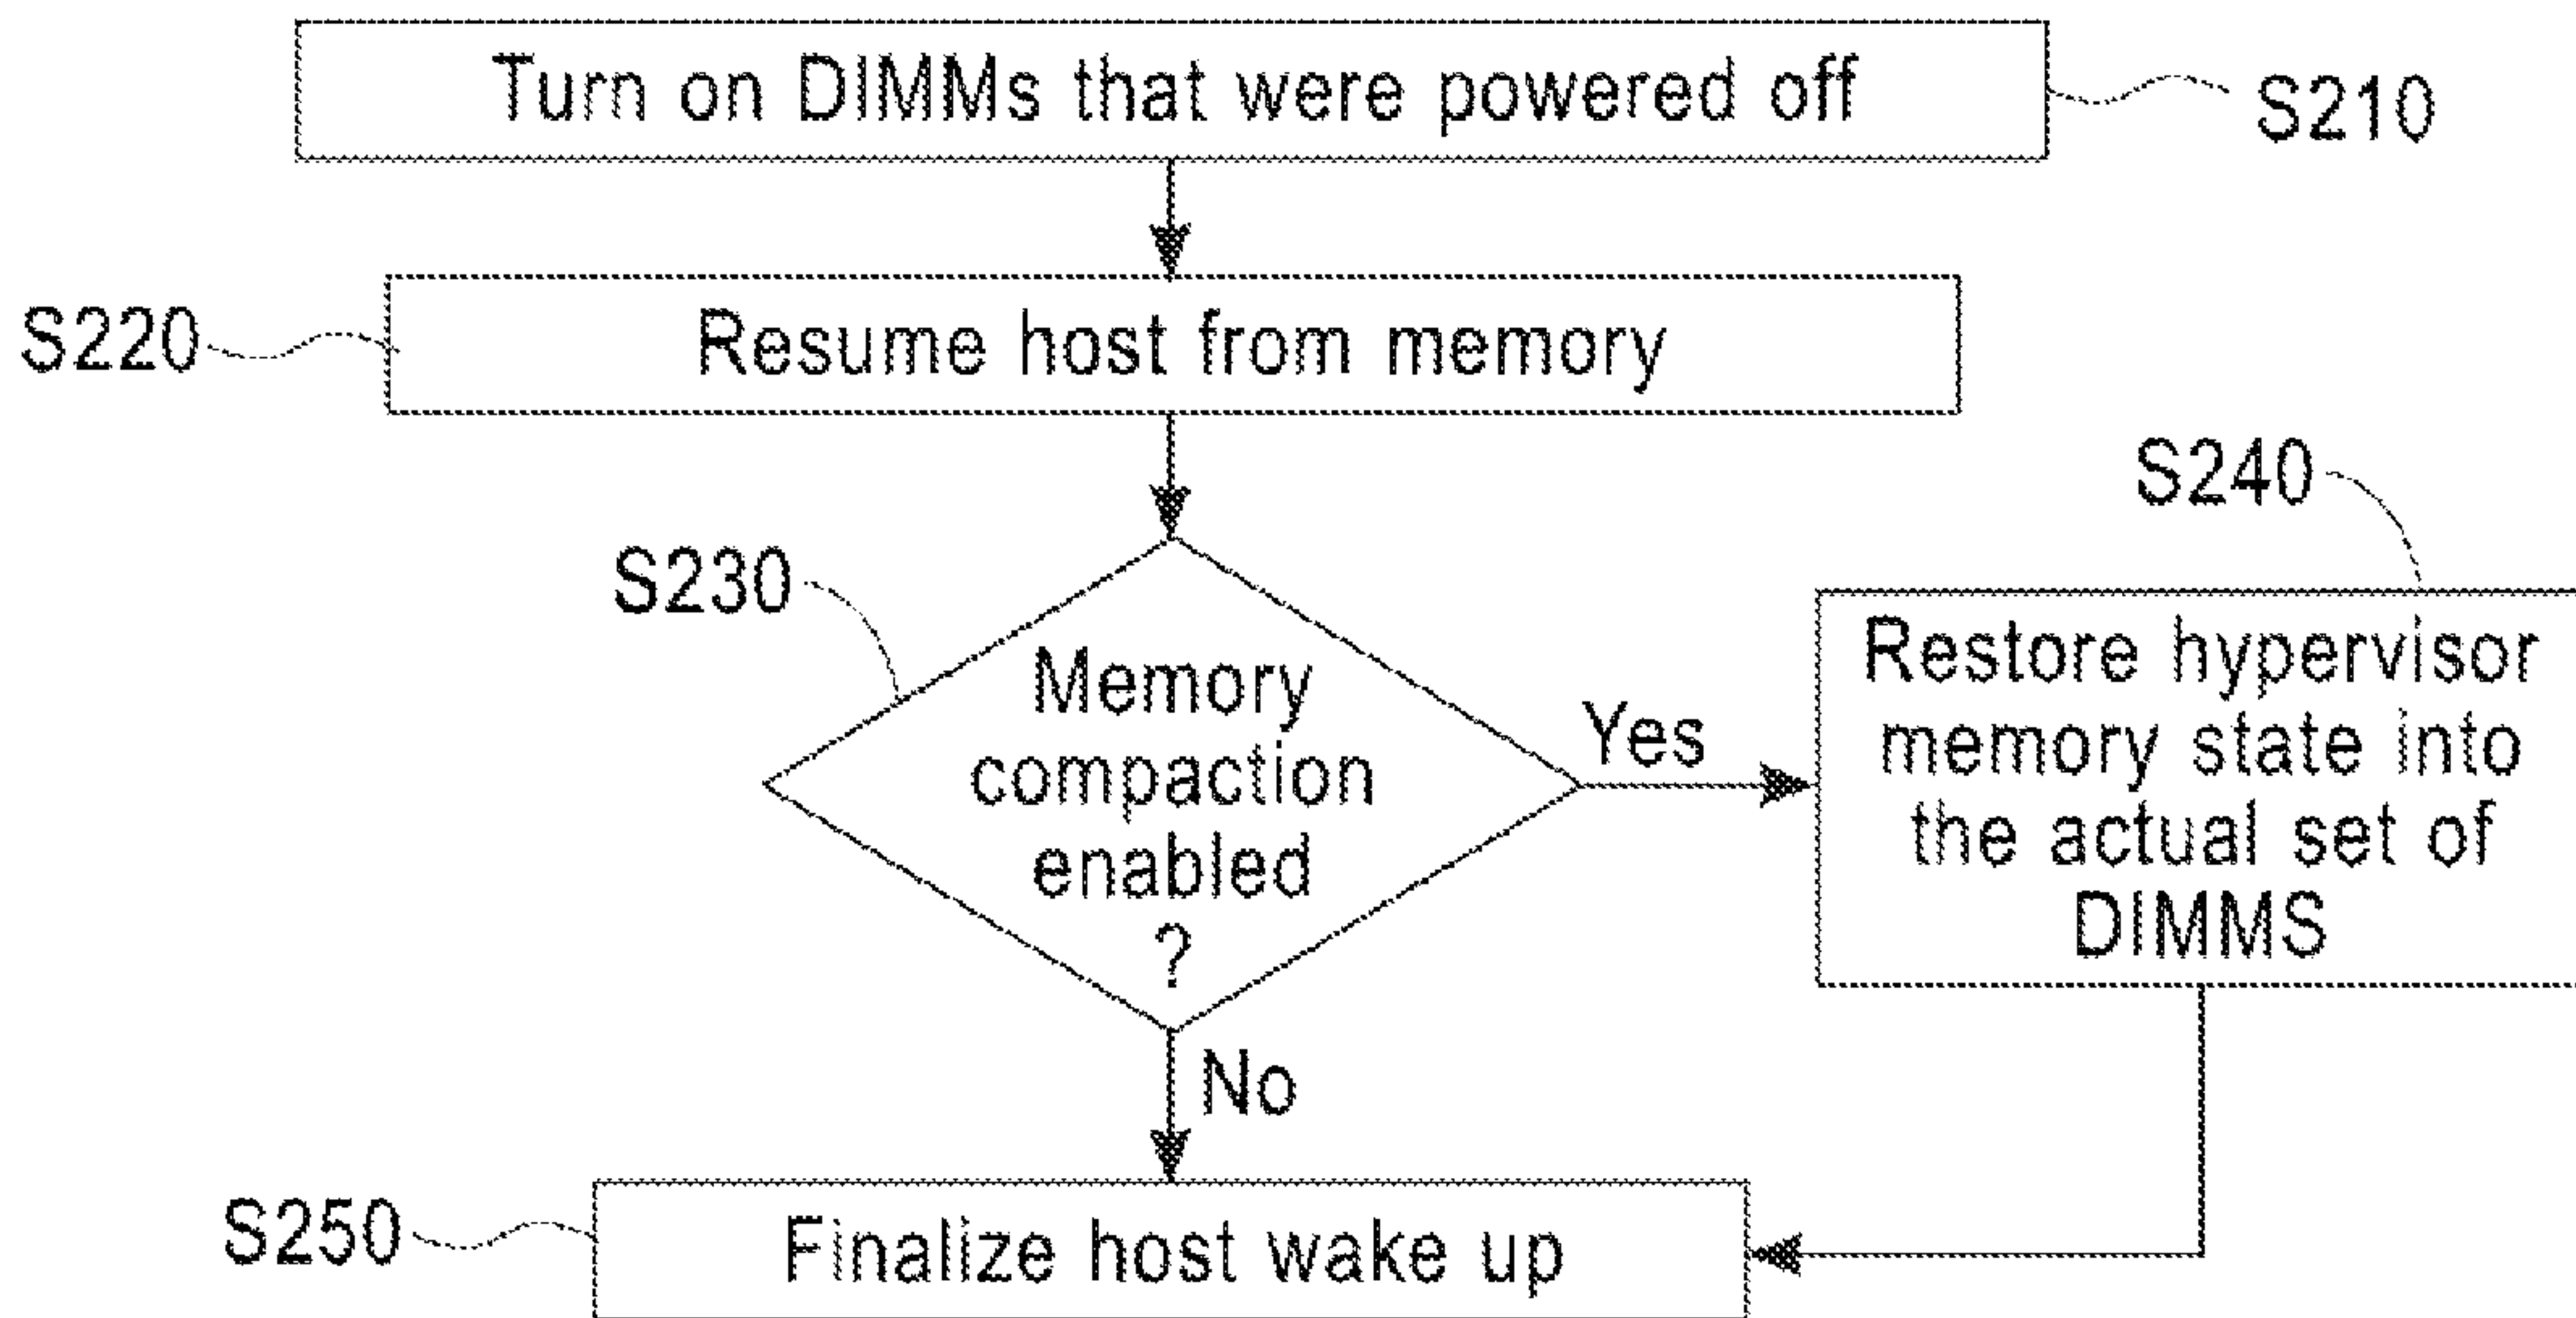 Turn on DIMMs that were powered off
S210
S220
Resume host from memory
S230
Memory
compaction
enabled
?
Yes
S240
Restore hypervisor
memory state into
the actual set of
DIMMS
No
S250
Finalize host wake up